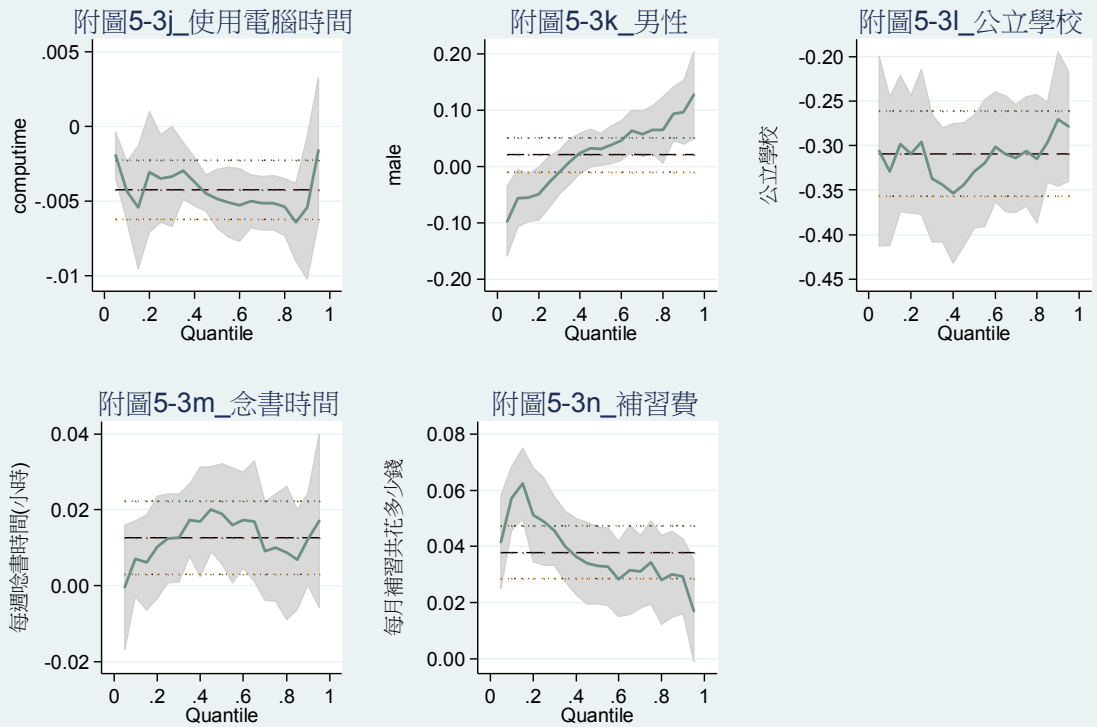 附圖5-3j_使用電腦時間
computime
.005
0
-.005
-.01
0 .2 .4 .6 .8 1
Quantile
附圖5-3k_男性
male
0.20
0.10
0.00
-0.10
-0.20
0 .2 .4 .6 .8 1
Quantile
附圖5-3l_公立學校
公立學校
-0.20
-0.25
-0.30
-0.35
-0.40
-0.45
0 .2 .4 .6 .8 1
Quantile
附圖5-3m_念書時間
每週唸書時間(小時)
0.04
0.02
0.00
-0.02
0 .2 .4 .6 .8 1
Quantile
附圖5-3n_補習費
每月補習共花多少錢
0.08
0.06
0.04
0.02
0.00
0 .2 .4 .6 .8 1
Quantile